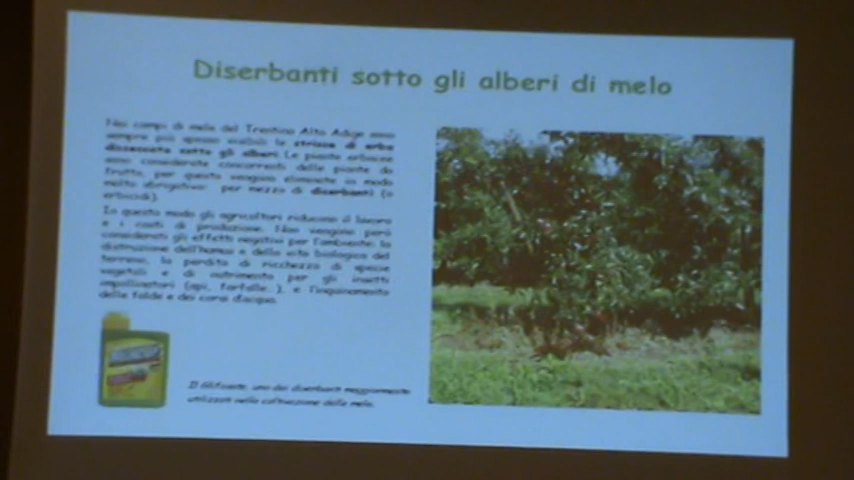 Diserbanti sotto gli alberi di melo
Nei campi di mele del Trentino Alto Adige sono
sempre più spesso visibili le strisce di erba
disseccata sotto gli alberi. Le piante erbacee
sono considerate concorrenti delle piante da
frutto, per questo vengono eliminate in modo
molto sbrigativo: per mezzo di diserbanti (o
erbicidi).
In questo modo gli agricoltori riducono il lavoro
e i costi di produzione. Non vengono però
considerati gli effetti negativi per l'ambiente: la
distruzione dell'humus e della vita biologica del
terreno, la perdita di ricchezza di specie
vegetali e di nutrimento per gli insetti
impollinatori (api, farfalle...), e l'inquinamento
delle falde e dei corsi d'acqua.
Il Glifosate, uno dei diserbanti maggiormente
utilizzati nella coltivazione delle mele.